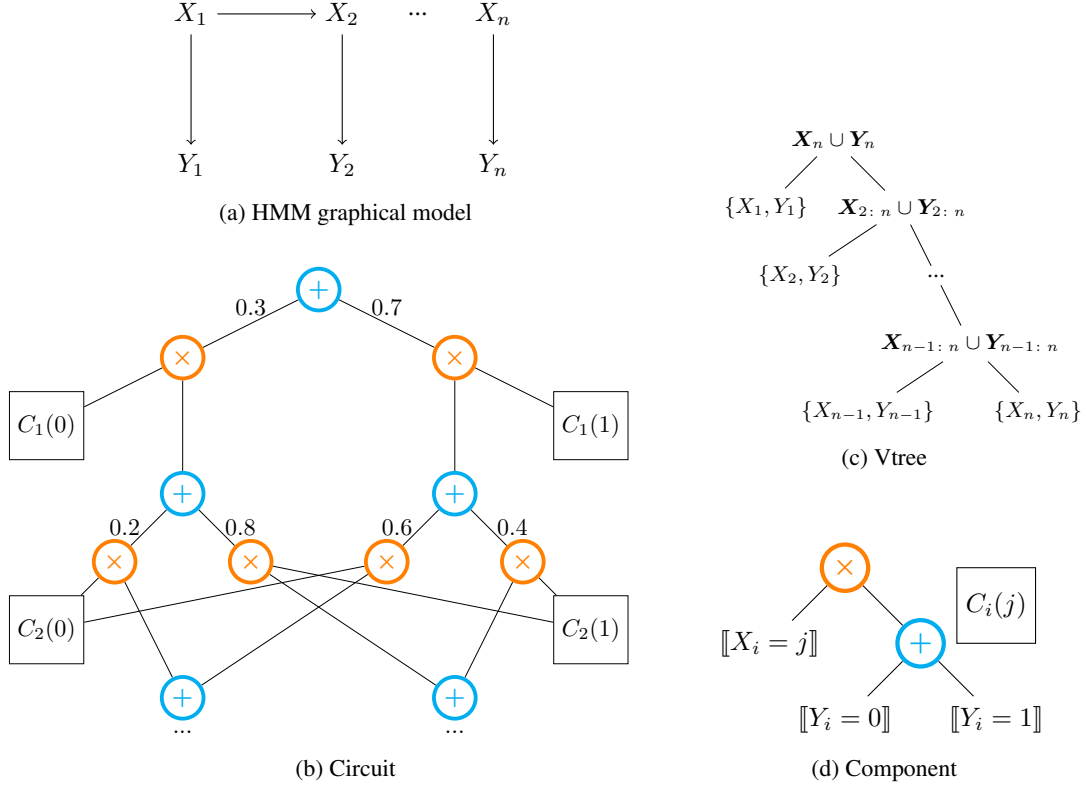 X₁ X₂ ... Xₙ
Y₁ Y₂ Yₙ
(a) HMM graphical model
+
0.3 0.7
× ×
C₁(0) C₁(1)
+ +
0.2 0.8 0.6 0.4
× × × ×
C₂(0) C₂(1)
+ +
... ...
(b) Circuit
𝑿ₙ ∪ 𝒀ₙ
{X₁, Y₁} 𝑿₂:ₙ ∪ 𝒀₂:ₙ
{X₂, Y₂} ...
𝑿ₙ₋₁:ₙ ∪ 𝒀ₙ₋₁:ₙ
{Xₙ₋₁, Yₙ₋₁} {Xₙ, Yₙ}
(c) Vtree
×
Cᵢ(j)
⟦Xᵢ = j⟧ +
⟦Yᵢ = 0⟧ ⟦Yᵢ = 1⟧
(d) Component